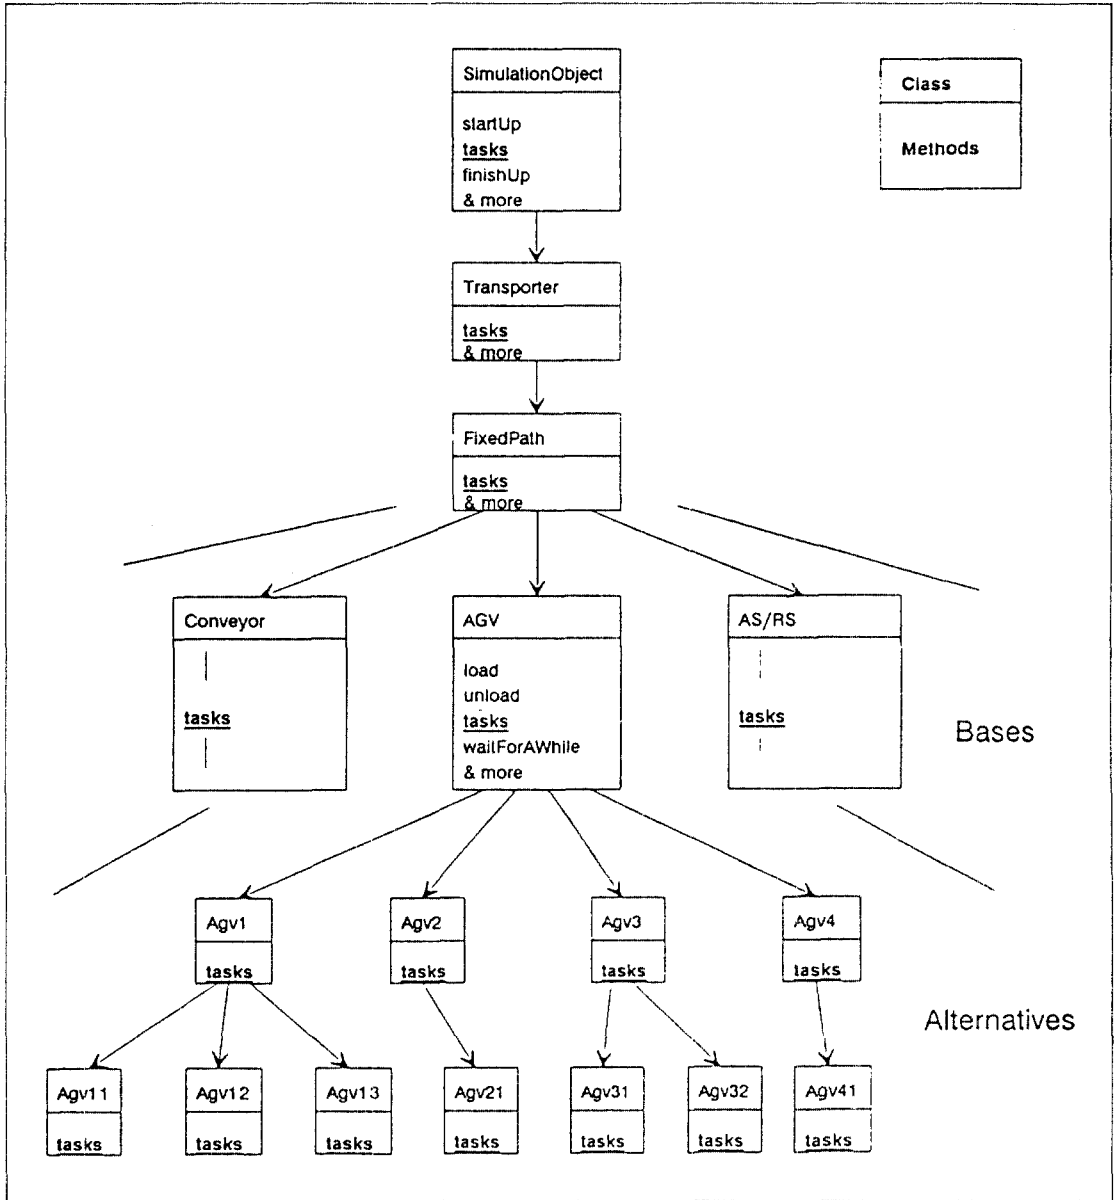 SimulationObject
startUp
tasks
finishUp
& more
Class
Methods
Transporter
tasks
& more
FixedPath
tasks
& more
Conveyor
tasks
AGV
load
unload
tasks
waitForAWhile
& more
AS/RS
tasks
Bases
Agv1
tasks
Agv2
tasks
Agv3
tasks
Agv4
tasks
Alternatives
Agv11
tasks
Agv12
tasks
Agv13
tasks
Agv21
tasks
Agv31
tasks
Agv32
tasks
Agv41
tasks